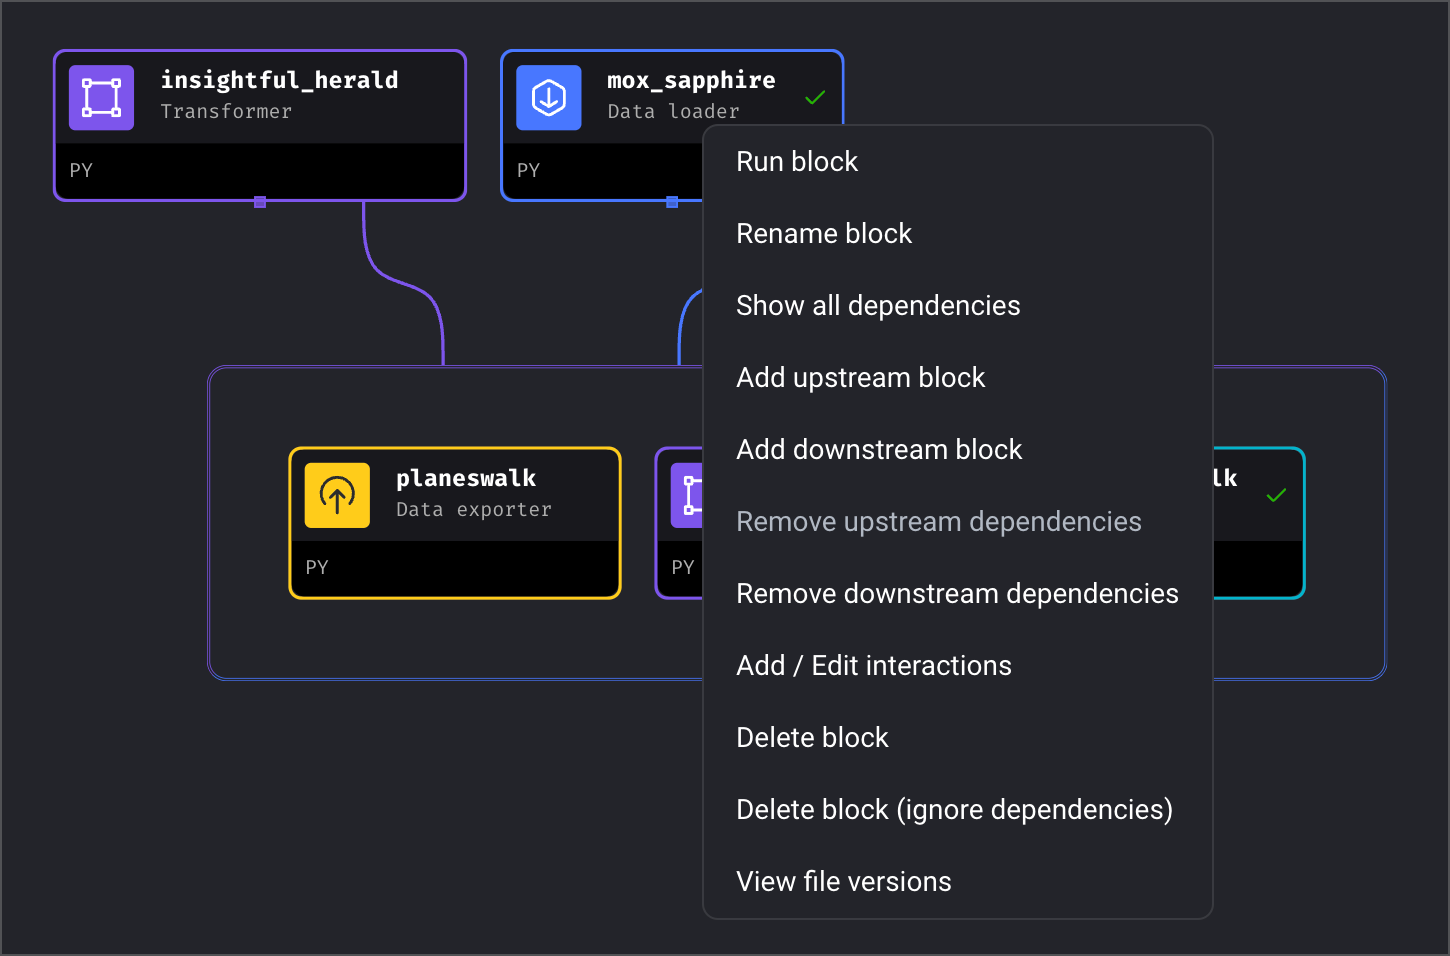 insightful_herald
Transformer
PY
mox_sapphire
Data loader
PY
Run block
Rename block
Show all dependencies
Add upstream block
Add downstream block
Remove upstream dependencies
Remove downstream dependencies
Add / Edit interactions
Delete block
Delete block (ignore dependencies)
View file versions
planeswalk
Data exporter
PY
PY
lk